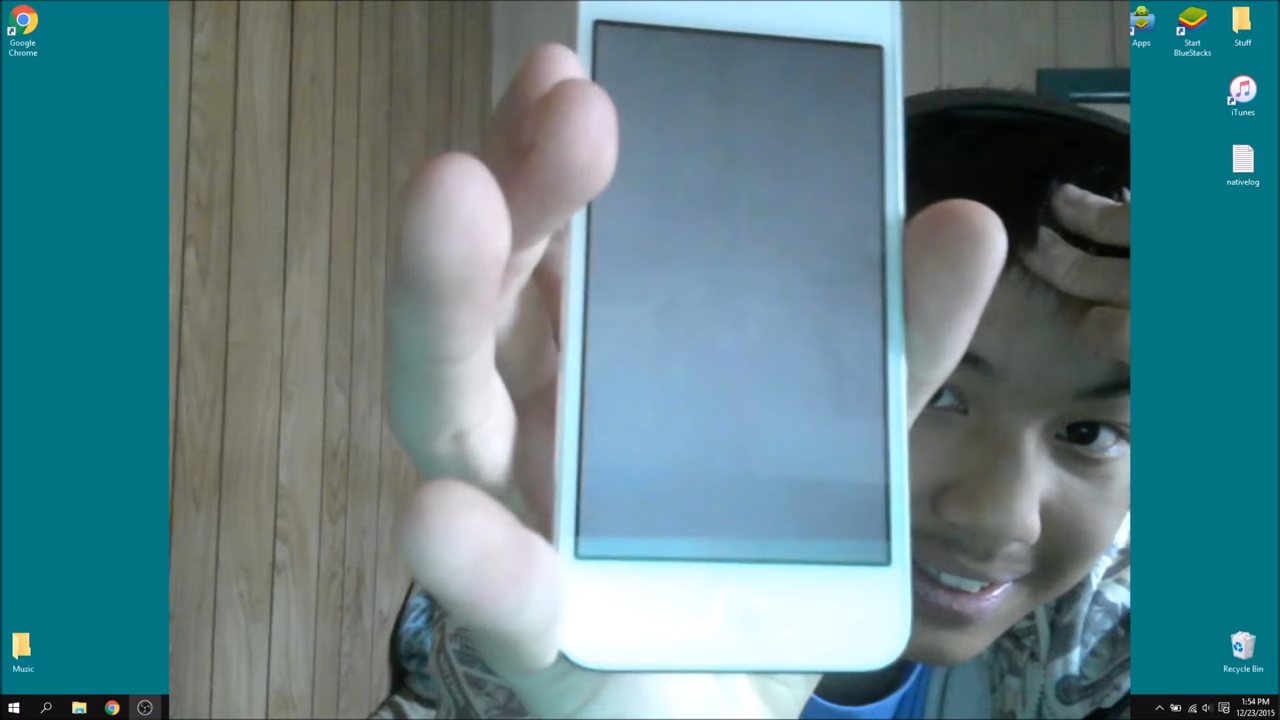 Google
Chrome
Apps
Start
BlueStacks
Stuff
iTunes
nativelog
Muzic
Recycle Bin
1:54 PM
12/23/2015